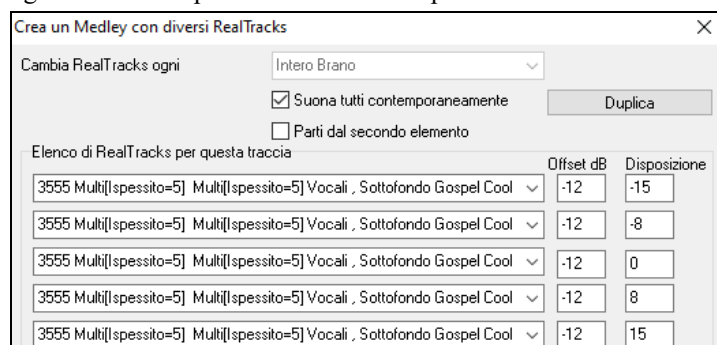 Crea un Medley con diversi RealTracks
Cambia RealTracks ogni Intero Brano
Suona tutti contemporaneamente Duplica
Parti dal secondo elemento
Elenco di RealTracks per questa traccia Offset dB Disposizione
3555 Multi[Ispessito=5] Multi[Ispessito=5] Vocali , Sottofondo Gospel Cool -12 -15
3555 Multi[Ispessito=5] Multi[Ispessito=5] Vocali , Sottofondo Gospel Cool -12 -8
3555 Multi[Ispessito=5] Multi[Ispessito=5] Vocali , Sottofondo Gospel Cool -12 0
3555 Multi[Ispessito=5] Multi[Ispessito=5] Vocali , Sottofondo Gospel Cool -12 8
3555 Multi[Ispessito=5] Multi[Ispessito=5] Vocali , Sottofondo Gospel Cool -12 15